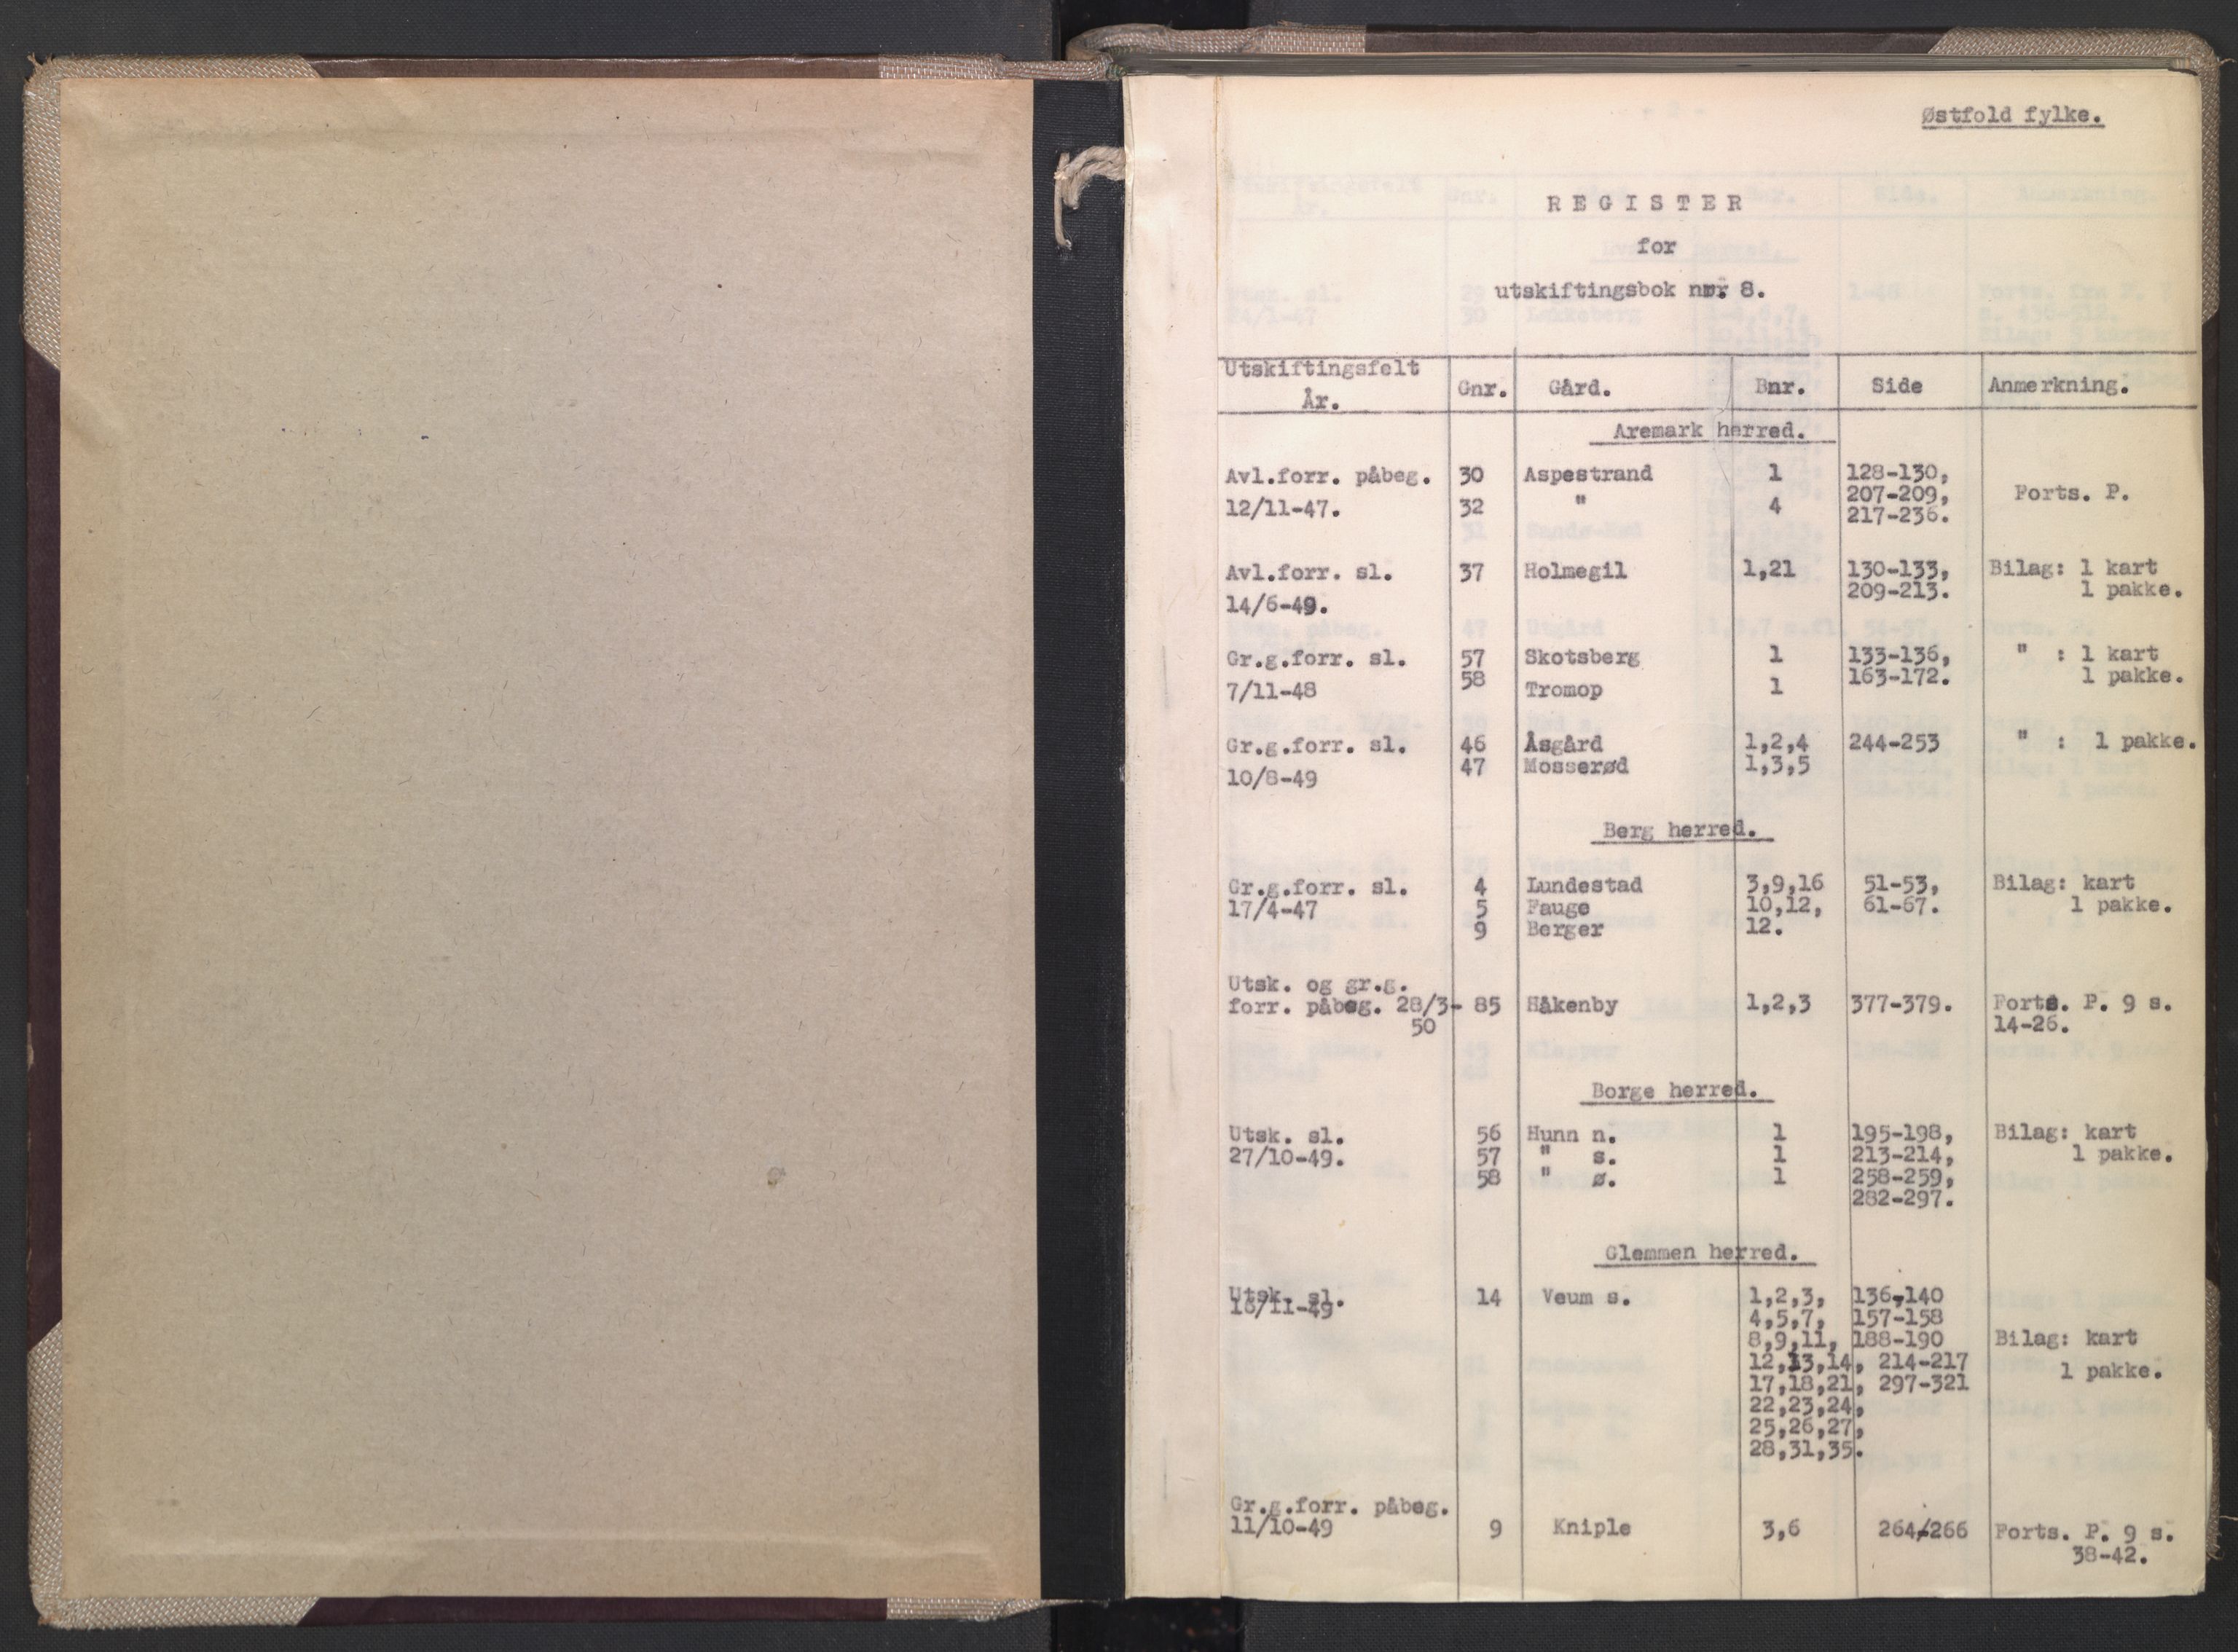 Østfold fylke.
REGISTER
for
utskiftingsbok nr. 8.
Utskiftingsfelt År. Gnr. Gård. Bnr. Side Anmerkning.
Aremark herred.
Avl.forr. påbeg. 30 Aspestrand 1 128-130,
207-209, Forts. P.
12/11-47. 32 " 4 217-236.
Avl.forr. sl. 37 Holmegil 1,21 130-133, Bilag: 1 kart
209-213. 1 pakke.
14/6-49.
Gr.g.forr. sl. 57 Skotsberg 1 133-136, " : 1 kart
58 163-172. 1 pakke.
7/11-48 Tromop 1
Gr.g.forr. sl. 46 Åsgård 1,2,4 244-253 " : 1 pakke.
47 Mosserød 1,3,5
10/8-49
Berg herred.
Gr.g.forr. sl. 4 Lundestad 3,9,16 51-53, Bilag: kart
17/4-47 5 Fauge 10,12, 61-67. 1 pakke.
9 Berger 12.
Utsk. og gr.g.
forr. påbeg. 28/3- 85 Håkenby 1,2,3 377-379. Forts. P. 9 s.
50 14-26.
Borge herred.
Utsk. sl. 56 Hunn n. 1 195-198, Bilag: kart
27/10-49. 57 " s. 1 213-214, 1 pakke.
58 " ø. 1 258-259,
282-297.
Glemmen herred.
Utsk. sl. 14 Veum s. 1,2,3, 136-140
18/11-49
4,5,7, 157-158
8,9,11, 188-190 Bilag: kart
12,13,14, 214-217 1 pakke.
17,18,21, 297-321
22,23,24,
25,26,27,
28,31,35.
Gr.g.forr. påbeg.
11/10-49 9 Kniple 3,6 264-266 Forts. P. 9 s.
38-42.